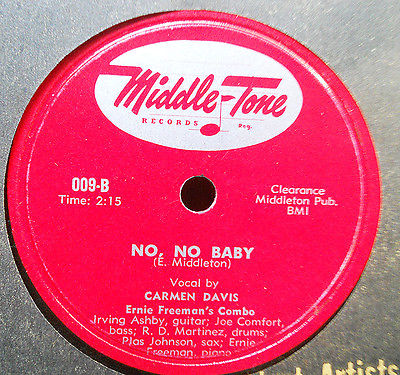 Middle-Tone
RECORDS
Reg.
009-B
Time: 2:15
Clearance
Middleton Pub.
BMI
NO, NO BABY
(E. Middleton)
Vocal by
CARMEN DAVIS
Ernie Freeman's Combo
Irving Ashby, guitar; Joe Comfort,
bass; R. D. Martinez, drums;
Plas Johnson, sax; Ernie
Freeman, piano
Artists